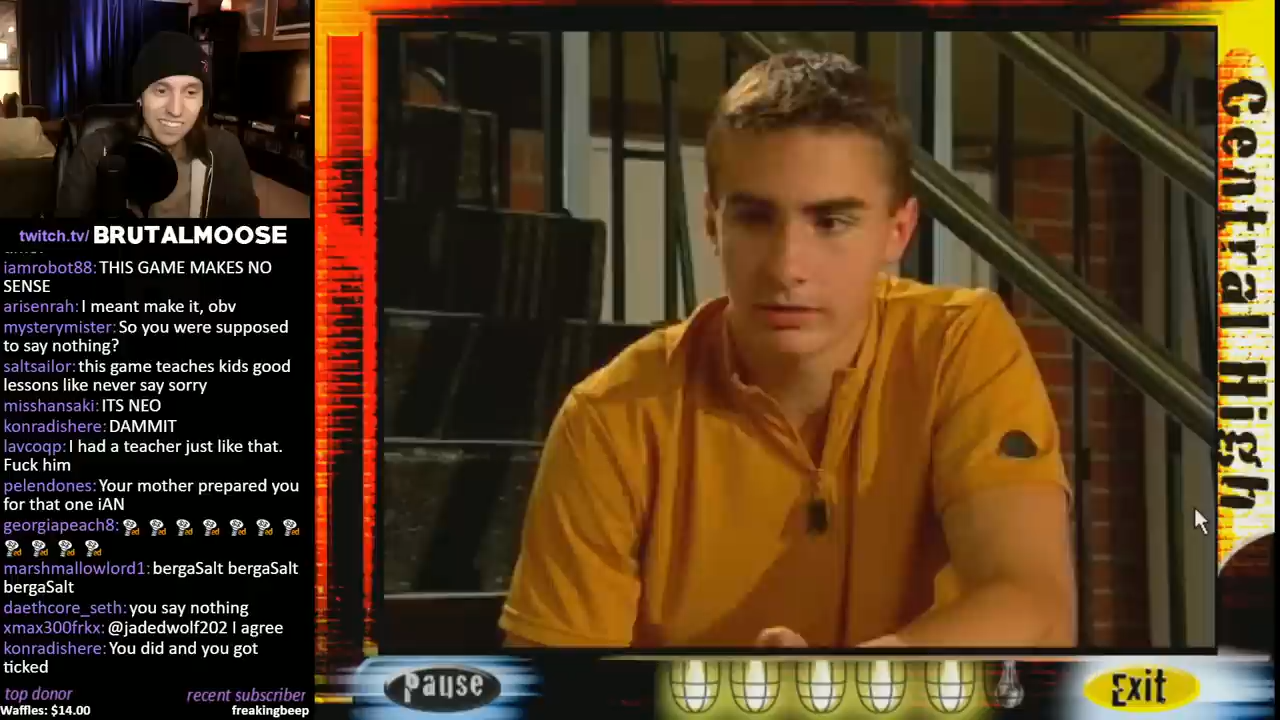 twitch.tv/BRUTALMOOSE
iamrobot88: THIS GAME MAKES NO
SENSE
arisenrah: I meant make it, obv
mysterymister: So you were supposed
to say nothing?
saltsailor: this game teaches kids good
lessons like never say sorry
misshansaki: ITS NEO
konradishere: DAMMIT
lavcoqp: I had a teacher just like that.
Fuck him
pelendones: Your mother prepared you
for that one iAN
georgiapeach8:
marshmallowlord1: bergaSalt bergaSalt
bergaSalt
daethcore_seth: you say nothing
xmax300frkx: @jadedwolf202 I agree
konradishere: You did and you got
ticked
top donor
Waffles: $14.00
recent subscriber
freakingbeep
Central High
Pause
Exit